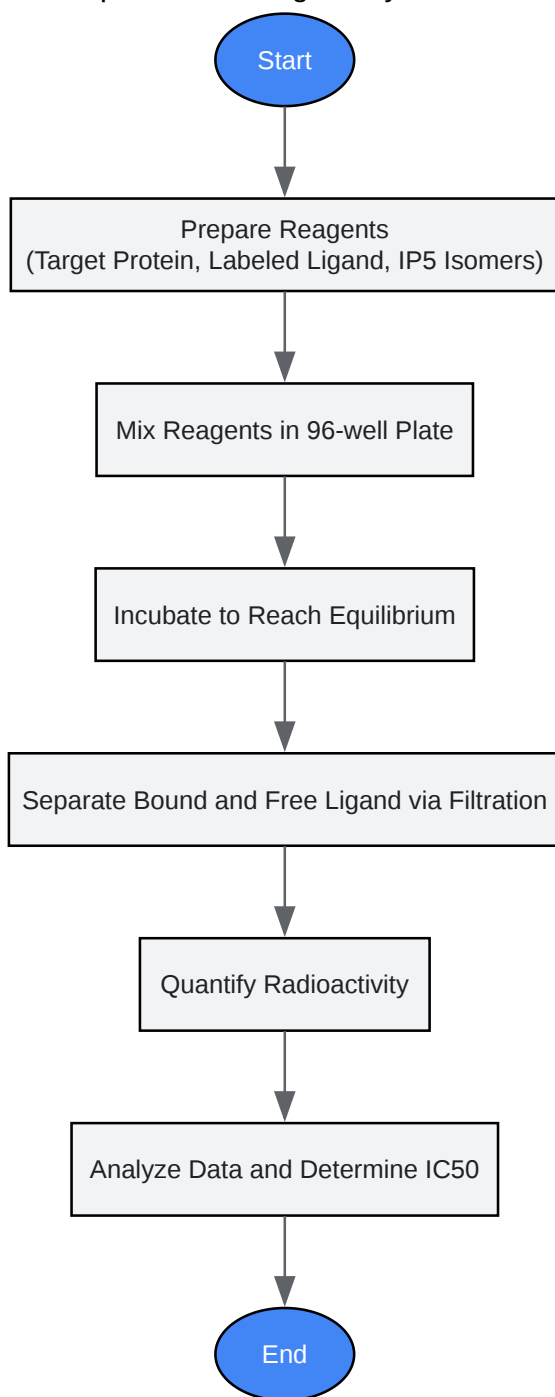 Start
Prepare Reagents
(Target Protein, Labeled Ligand, IP5 Isomers)
Mix Reagents in 96-well Plate
Incubate to Reach Equilibrium
Separate Bound and Free Ligand via Filtration
Quantify Radioactivity
Analyze Data and Determine IC50
End